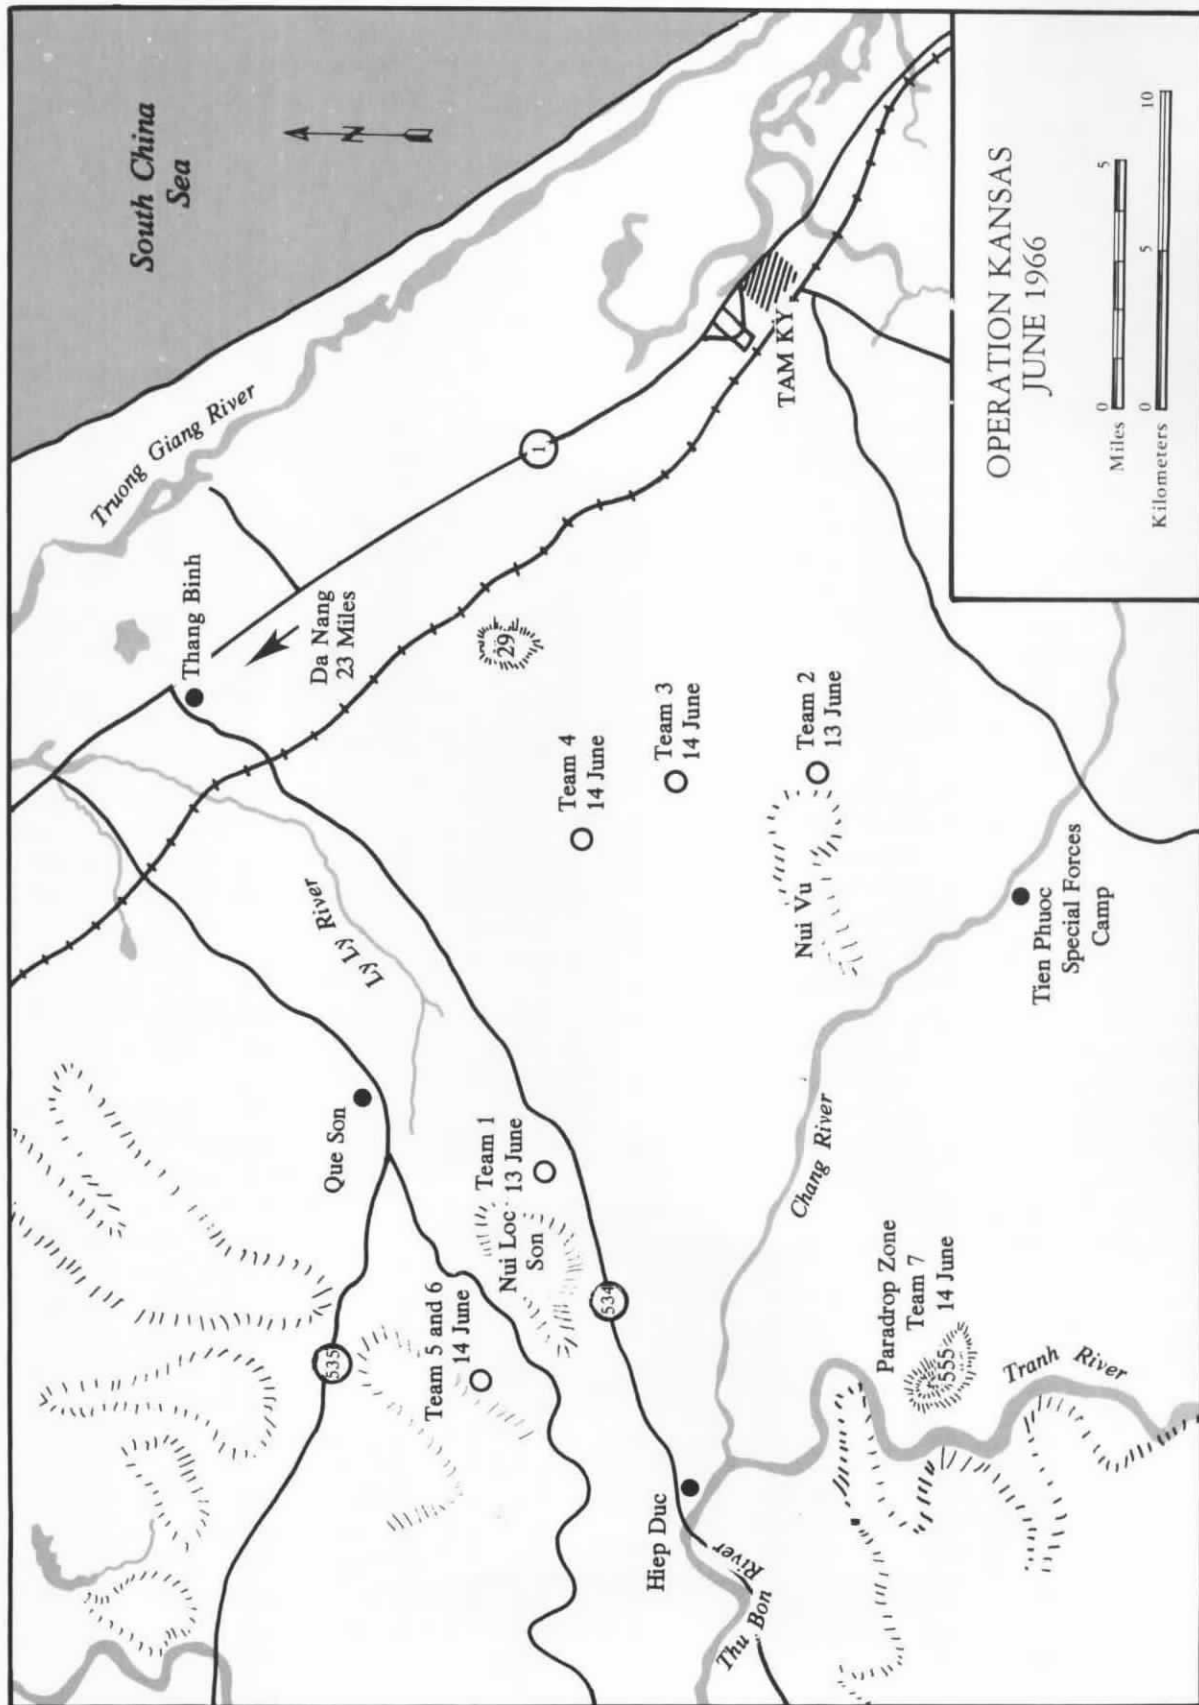 South China
Sea
N
Truong Giang River
Thang Binh
Da Nang
23 Miles
1
29
TAM KY
Ly Ly River
Team 4
14 June
Team 3
14 June
Team 2
13 June
Nui Vu
Que Son
Team 1
13 June
Nui Loc
Son
Team 5 and 6
14 June
535
534
Chang River
Tien Phuoc
Special Forces
Camp
Hiep Duc
Thu Bon River
Paradrop Zone
Team 7
14 June
555
Tranh River
OPERATION KANSAS
JUNE 1966
0 5
Miles
0 5 10
Kilometers